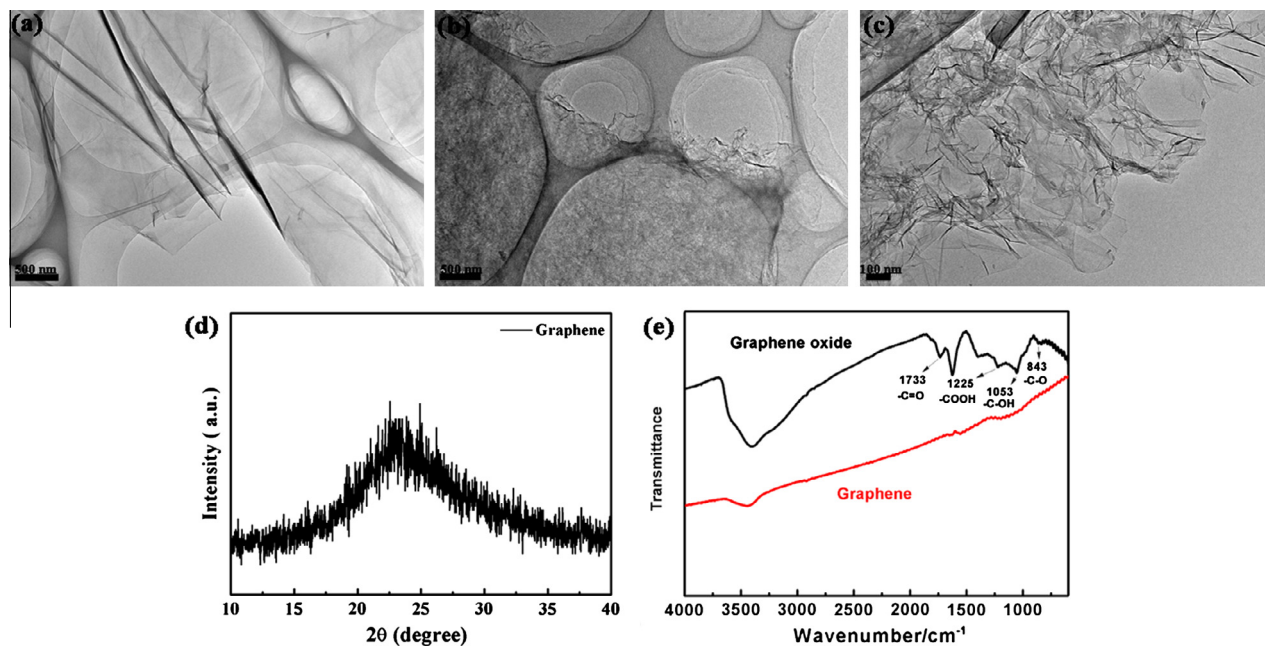 (a)
500 nm
(b)
500 nm
(c)
100 nm
(d)
Graphene
Intensity ( a.u.)
10 15 20 25 30 35 40
2θ (degree)
(e)
Graphene oxide
1733
-C=O
1225
-COOH
1053
-C-OH
843
-C-O
Graphene
Transmittance
4000 3500 3000 2500 2000 1500 1000
Wavenumber/cm⁻¹